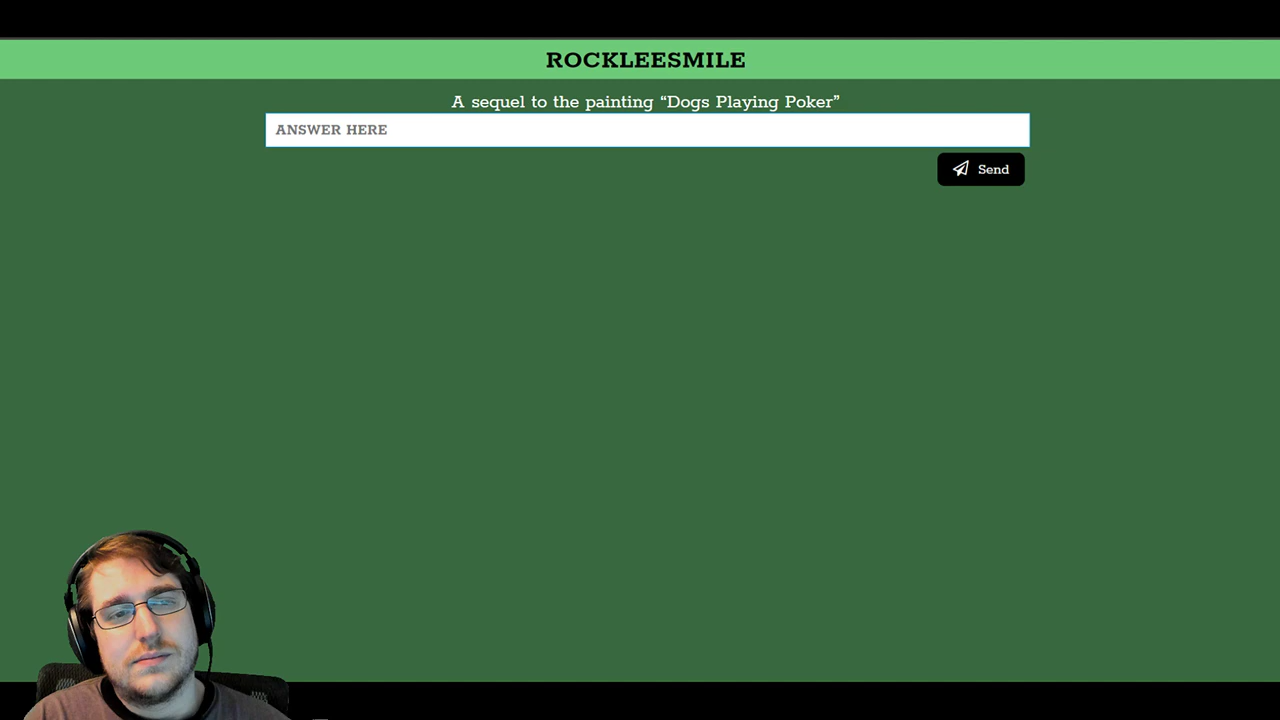 ROCKLEESMILE
A sequel to the painting “Dogs Playing Poker”
ANSWER HERE
Send